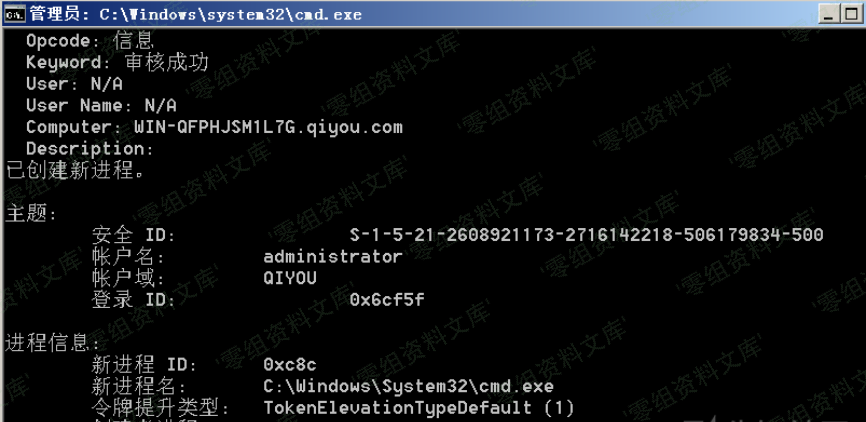 管理员: C:\Windows\system32\cmd.exe
Opcode: 信息
Keyword: 审核成功
User: N/A
User Name: N/A
Computer: WIN-QFPHJSM1L7G.qiyou.com
Description:
已创建新进程。
主题:
安全 ID: S-1-5-21-2608921173-2716142218-506179834-500
帐户名: administrator
帐户域: QIYOU
登录 ID: 0x6cf5f
进程信息:
新进程 ID: 0xc8c
新进程名: C:\Windows\System32\cmd.exe
令牌提升类型: TokenElevationTypeDefault (1)
'零组资料文库'